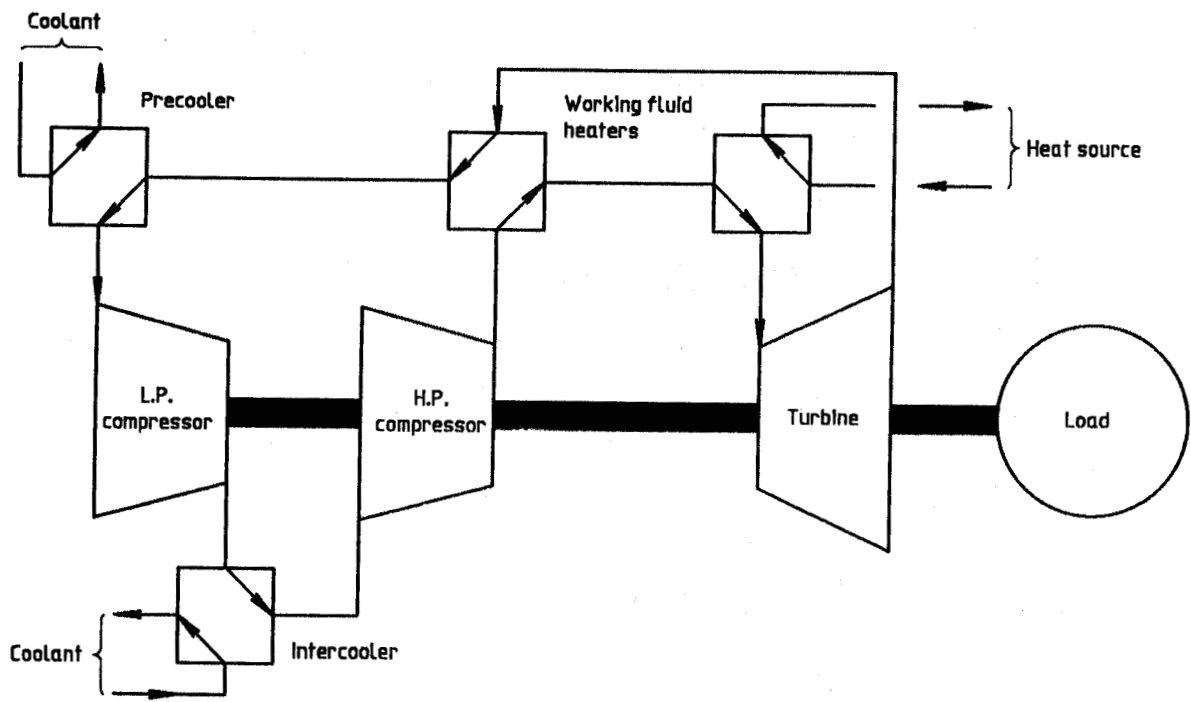 Coolant
Precooler
Working fluid
heaters
Heat source
L.P.
compressor
H.P.
compressor
Turbine
Load
Coolant
Intercooler